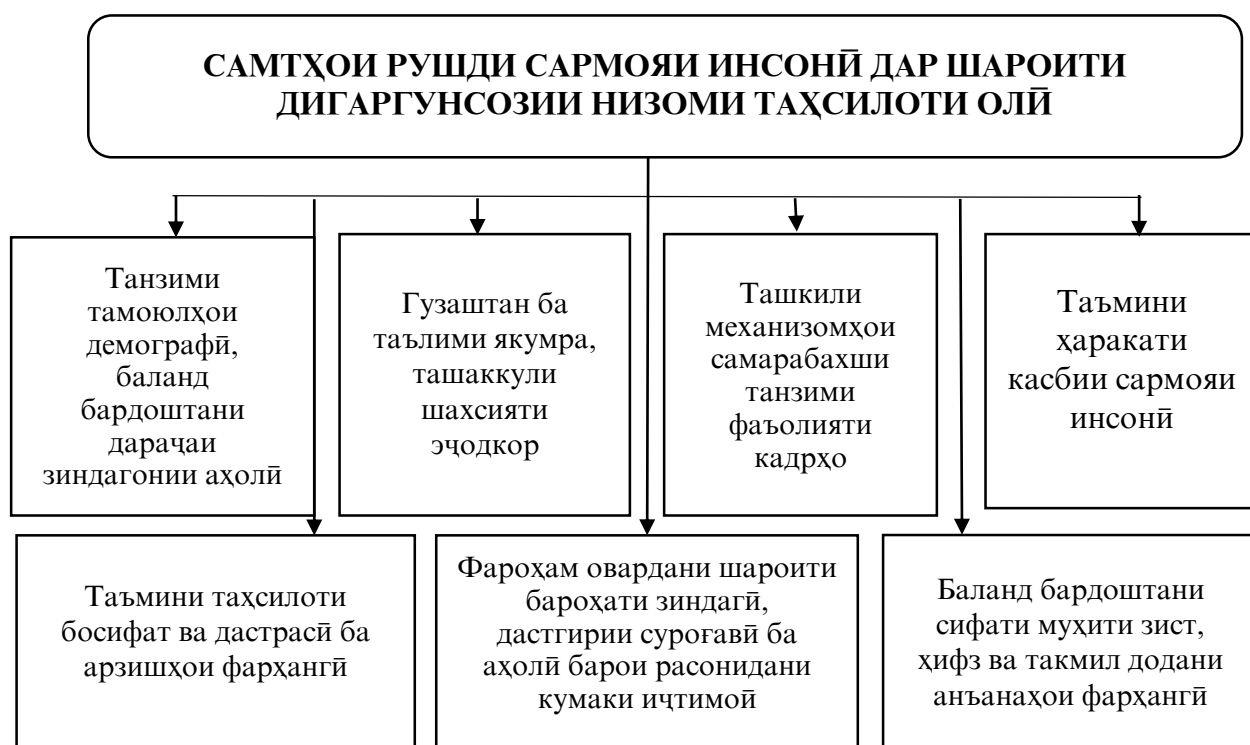 САМТҲОИ РУШДИ САРМОЯИ ИНСОНӢ ДАР ШАРОИТИ
ДИГАРГУНСОЗИИ НИЗОМИ ТАҲСИЛОТИ ОЛӢ
Танзими
тамоюлҳои
демографӣ,
баланд
бардоштани
дараҷаи
зиндагонии аҳолӣ
Гузаштан ба
таълими якумра,
ташаккули
шахсияти
эҷодкор
Ташкили
механизомҳои
самарабахши
танзими
фаъолияти
кадрҳо
Таъмини
ҳаракати
касбии сармояи
инсонӣ
Таъмини таҳсилоти
босифат ва дастрасӣ ба
арзишҳои фарҳангӣ
Фароҳам овардани шароити
бароҳати зиндагӣ,
дастгирии суроғавӣ ба
аҳолӣ барои расонидани
кумаки иҷтимоӣ
Баланд бардоштани
сифати муҳити зист,
ҳифз ва такмил додани
анъанаҳои фарҳангӣ